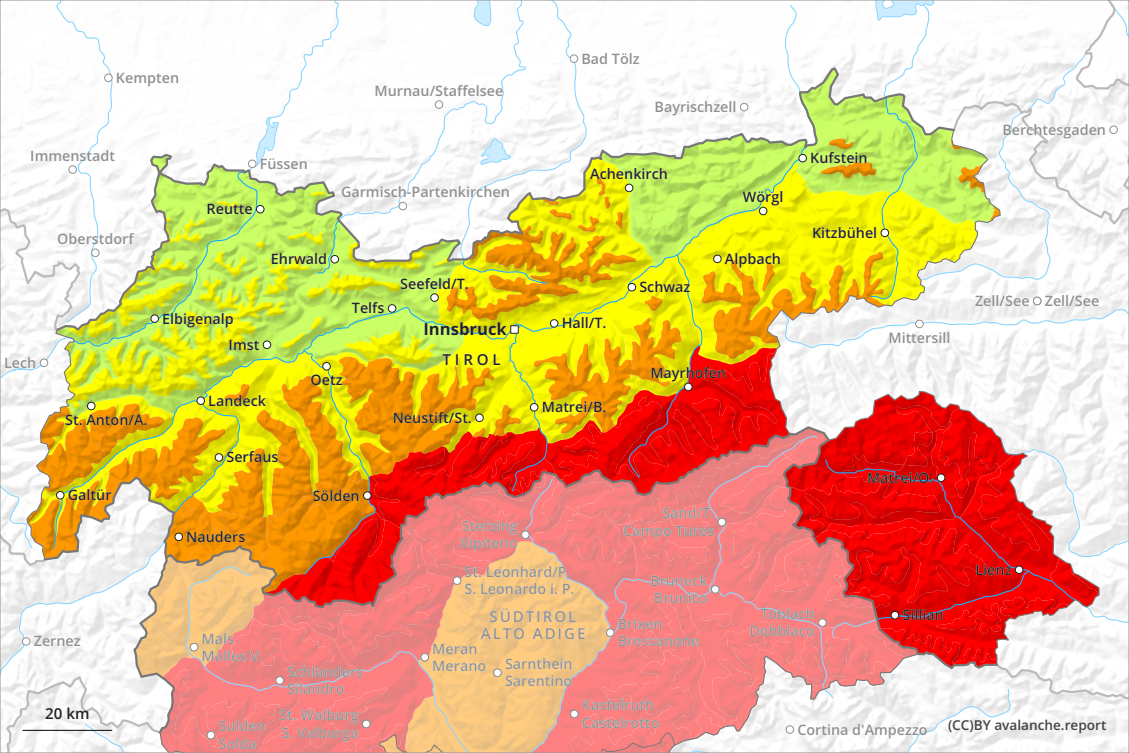 Kempten
Bad Tölz
Murnau/Staffelsee
Bayrischzell
Berchtesgaden
Immenstadt
Füssen
Kufstein
Achenkirch
Garmisch-Partenkirchen
Wörgl
Reutte
Oberstdorf
Kitzbühel
Ehrwald
Alpbach
Seefeld/T.
Schwaz
Zell/See
Zell/See
Telfs
Elbigenalp
Innsbruck
Hall/T.
Mittersill
Imst
TIROL
Lech
Oetz
Mayrhofen
Landeck
Matrei/B.
St. Anton/A.
Neustift/St.
Serfaus
Matrei/O.
Galtür
Sölden
Sterzing
Vipiteno
Sand/T.
Campo Tures
Nauders
St. Leonhard/P.
S. Leonardo i. P.
Bruneck
Brunico
Lienz
SÜDTIROL
ALTO ADIGE
Toblach
Dobbiaco
Sillian
Brixen
Bressanone
Zernez
Mals
Malles V.
Meran
Merano
Sarnthein
Sarentino
Schlanders
Silandro
Kastelruth
Castelrotto
St. Walburg
S. Valburga
20 km
Sulden
Solda
Cortina d'Ampezzo
(CC)BY avalanche.report